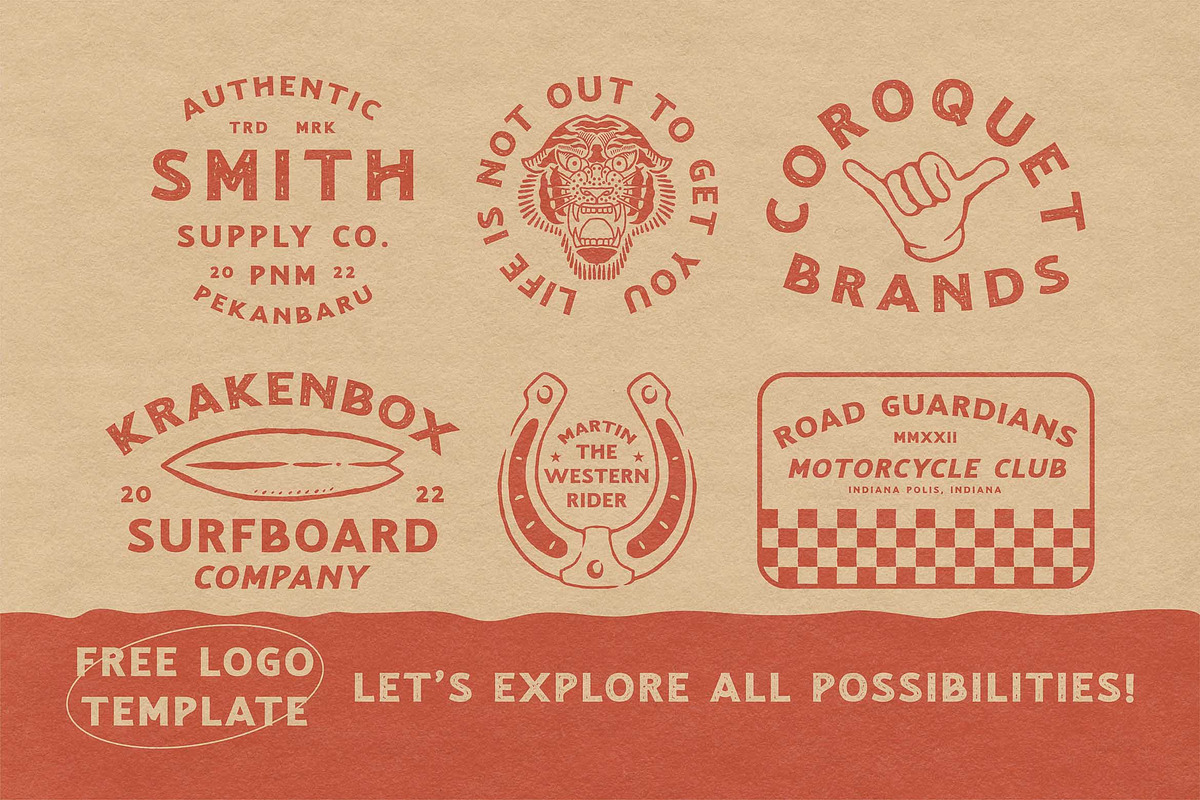 AUTHENTIC
TRD MRK
SMITH
SUPPLY CO.
20 PNM 22
PEKANBARU
LIFE IS NOT OUT TO GET YOU
COROQUET
BRANDS
KRAKENBOX
20 22
SURFBOARD
COMPANY
MARTIN
THE
WESTERN
RIDER
ROAD GUARDIANS
MMXXII
MOTORCYCLE CLUB
INDIANA POLIS, INDIANA
FREE LOGO
TEMPLATE
LET'S EXPLORE ALL POSSIBILITIES!